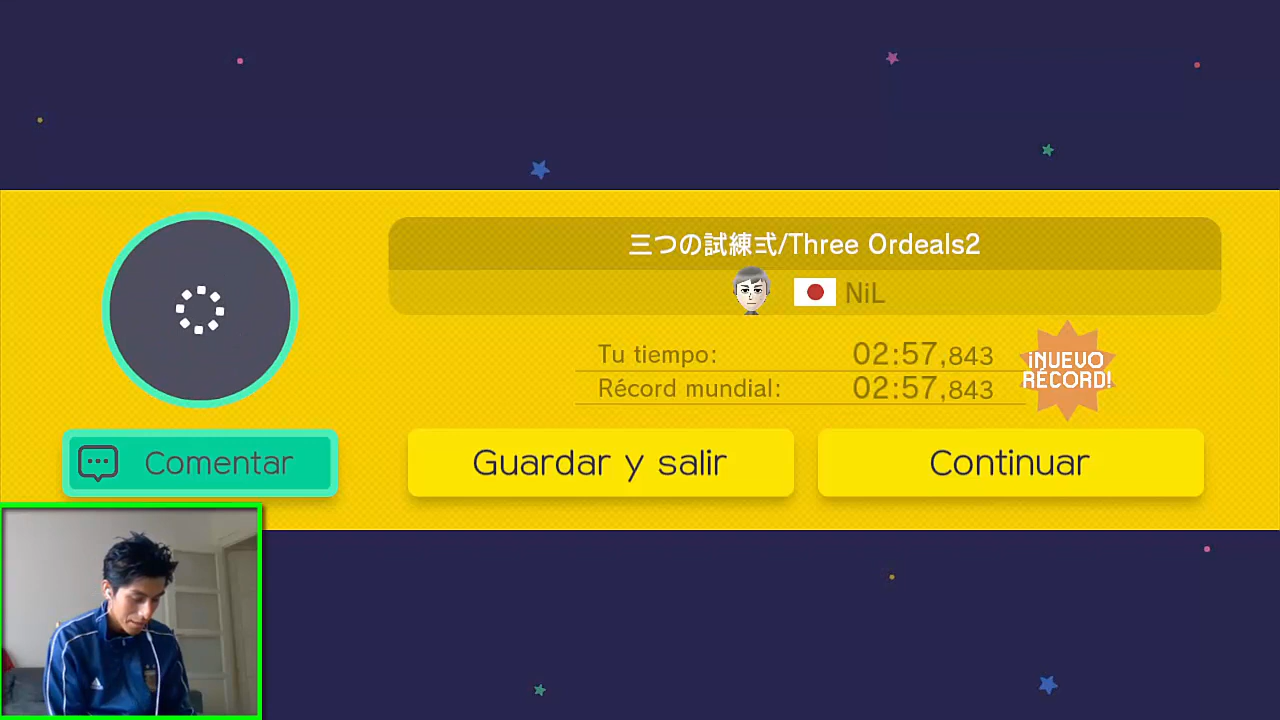 三つの試練弍/Three Ordeals2
NiL
Tu tiempo: 02:57,843
Récord mundial: 02:57,843
¡NUEVO
RÉCORD!
Comentar
Guardar y salir
Continuar